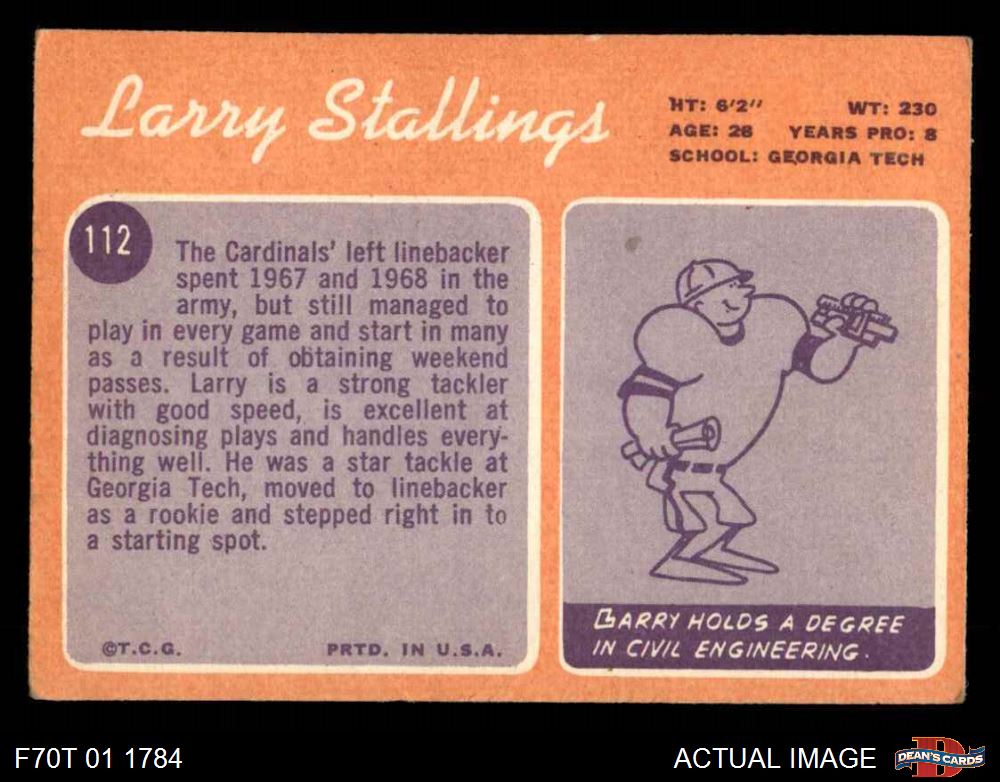 Larry Stallings
HT: 6'2" WT: 230
AGE: 28 YEARS PRO: 8
SCHOOL: GEORGIA TECH
112
The Cardinals' left linebacker
spent 1967 and 1968 in the
army, but still managed to
play in every game and start in many
as a result of obtaining weekend
passes. Larry is a strong tackler
with good speed, is excellent at
diagnosing plays and handles every-
thing well. He was a star tackle at
Georgia Tech, moved to linebacker
as a rookie and stepped right in to
a starting spot.
©T.C.G. PRTD. IN U.S.A.
LARRY HOLDS A DEGREE
IN CIVIL ENGINEERING.
F70T 01 1784
ACTUAL IMAGE
D
DEAN'S CARDS